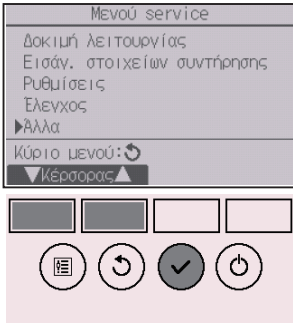 Μενού service
Δοκιμή λειτουργίας
Εισάγ. στοιχείων συντήρησης
Ρυθμίσεις
Έλεγχος
▶Άλλα
Κύριο μενού:↺
▼Κέρσορας▲